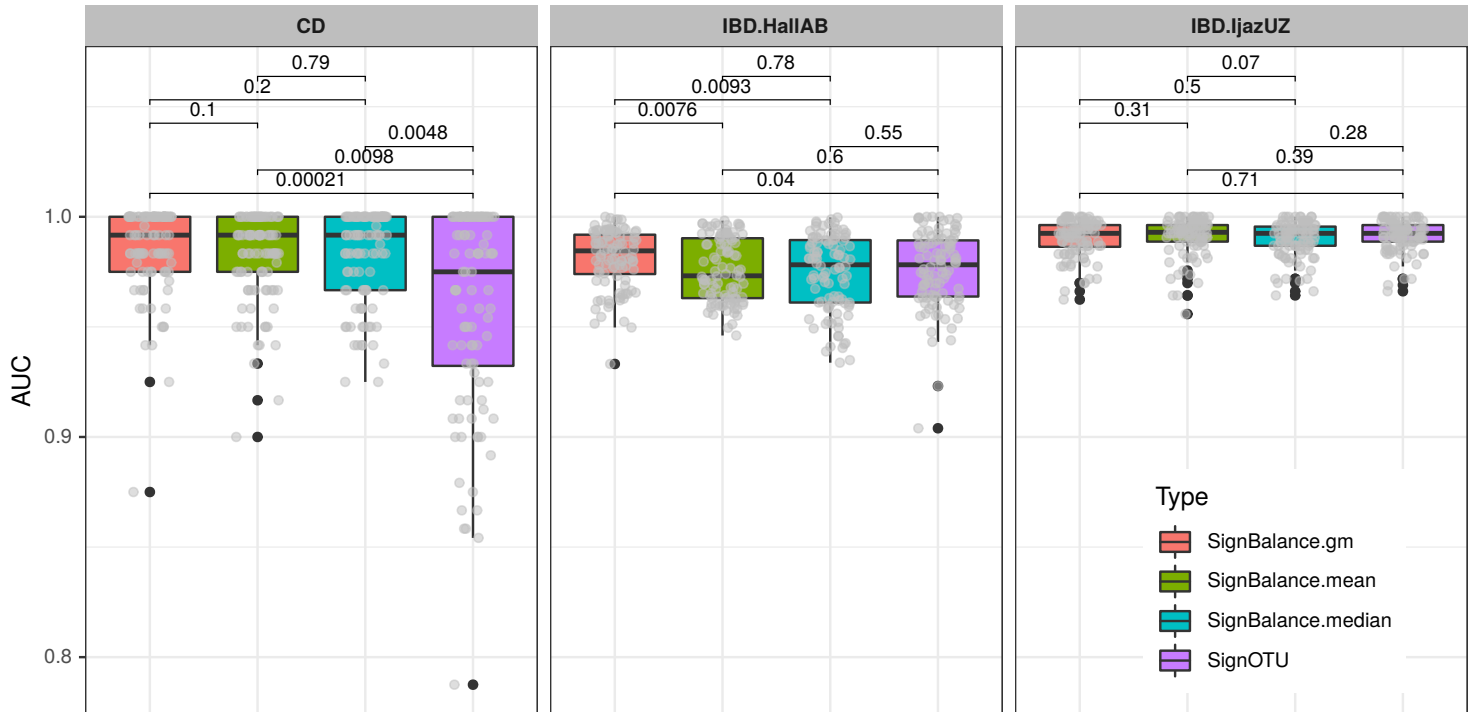 CD
IBD.HallAB
IBD.IjazUZ
0.79
0.2
0.1
0.0048
0.0098
0.00021
0.78
0.0093
0.0076
0.55
0.6
0.04
0.07
0.5
0.31
0.28
0.39
0.71
AUC
1.0
0.9
0.8
Type
SignBalance.gm
SignBalance.mean
SignBalance.median
SignOTU